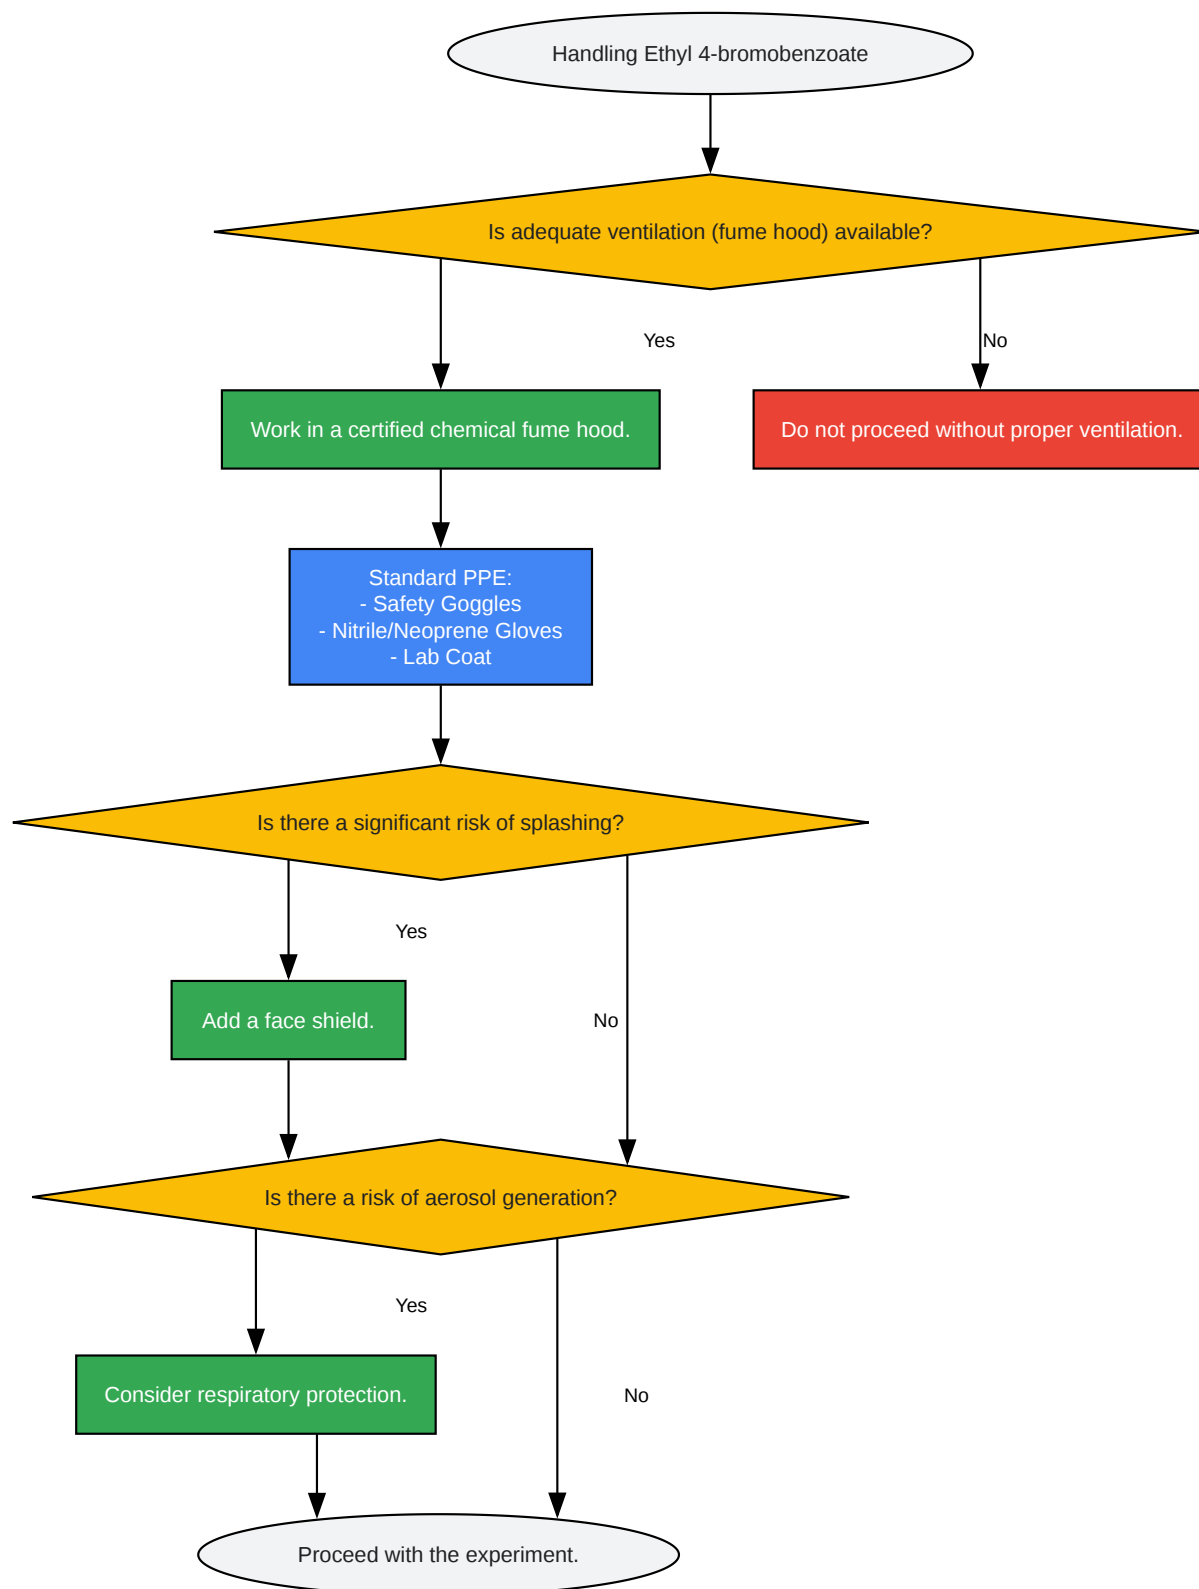 Handling Ethyl 4-bromobenzoate
Is adequate ventilation (fume hood) available?
Yes
No
Work in a certified chemical fume hood.
Do not proceed without proper ventilation.
Standard PPE:
- Safety Goggles
- Nitrile/Neoprene Gloves
- Lab Coat
Is there a significant risk of splashing?
Yes
Add a face shield.
No
Is there a risk of aerosol generation?
Yes
Consider respiratory protection.
No
Proceed with the experiment.